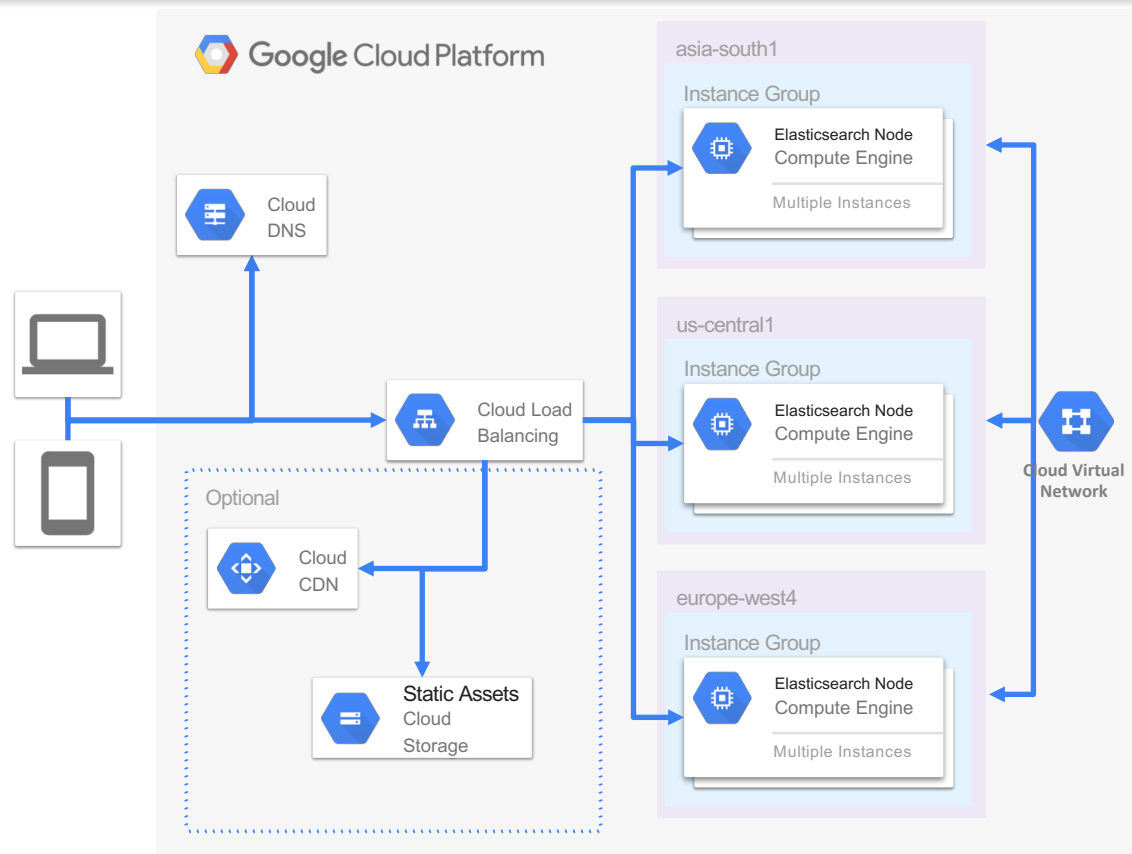 Google Cloud Platform
Cloud
DNS
Cloud Load
Balancing
Optional
Cloud
CDN
Static Assets
Cloud
Storage
asia-south1
Instance Group
Elasticsearch Node
Compute Engine
Multiple Instances
us-central1
Instance Group
Elasticsearch Node
Compute Engine
Multiple Instances
europe-west4
Instance Group
Elasticsearch Node
Compute Engine
Multiple Instances
Cloud Virtual
Network